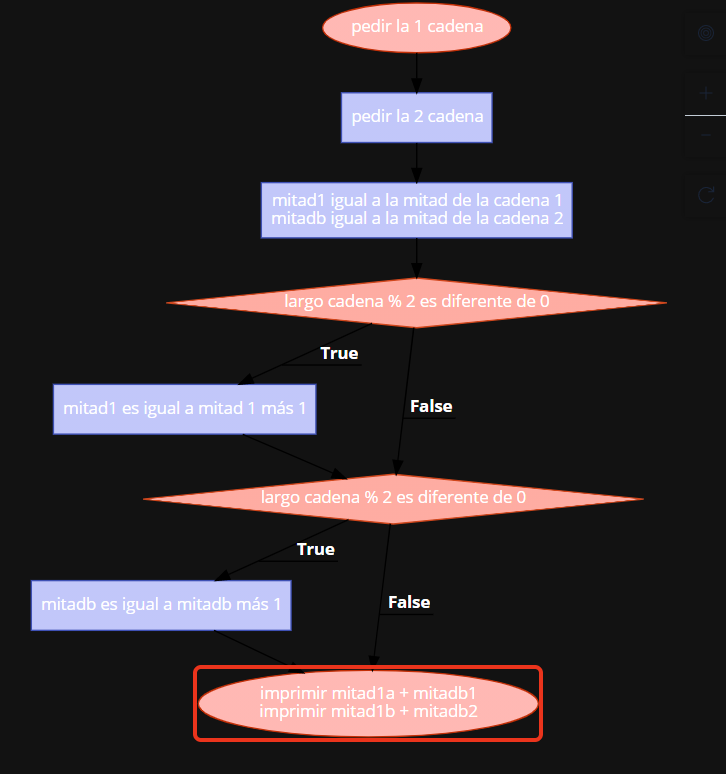 pedir la 1 cadena
pedir la 2 cadena
mitad1 igual a la mitad de la cadena 1
mitadb igual a la mitad de la cadena 2
largo cadena % 2 es diferente de 0
True
mitad1 es igual a mitad 1 más 1
False
largo cadena % 2 es diferente de 0
True
mitadb es igual a mitadb más 1
False
imprimir mitad1a + mitadb1
imprimir mitad1b + mitadb2